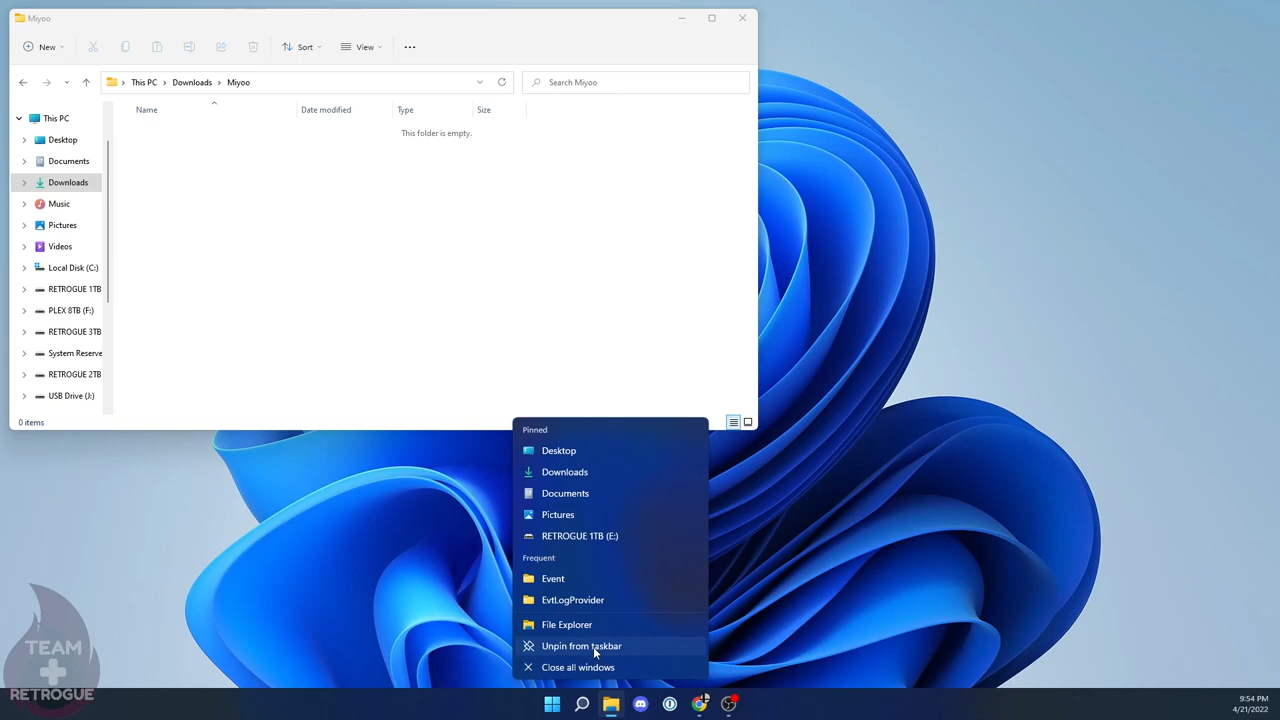 Miyoo
New
Sort
View
This PC
Downloads
Miyoo
Search Miyoo
Name
Date modified
Type
Size
This folder is empty.
This PC
Desktop
Documents
Downloads
Music
Pictures
Videos
Local Disk (C:)
RETROGUE 1TB
PLEX 8TB (F:)
RETROGUE 3TB
System Reserve
RETROGUE 2TB
USB Drive (J:)
0 items
Pinned
Desktop
Downloads
Documents
Pictures
RETROGUE 1TB (E:)
Frequent
Event
EvtLogProvider
File Explorer
Unpin from taskbar
Close all windows
TEAM
RETROGUE
9:54 PM
4/21/2022